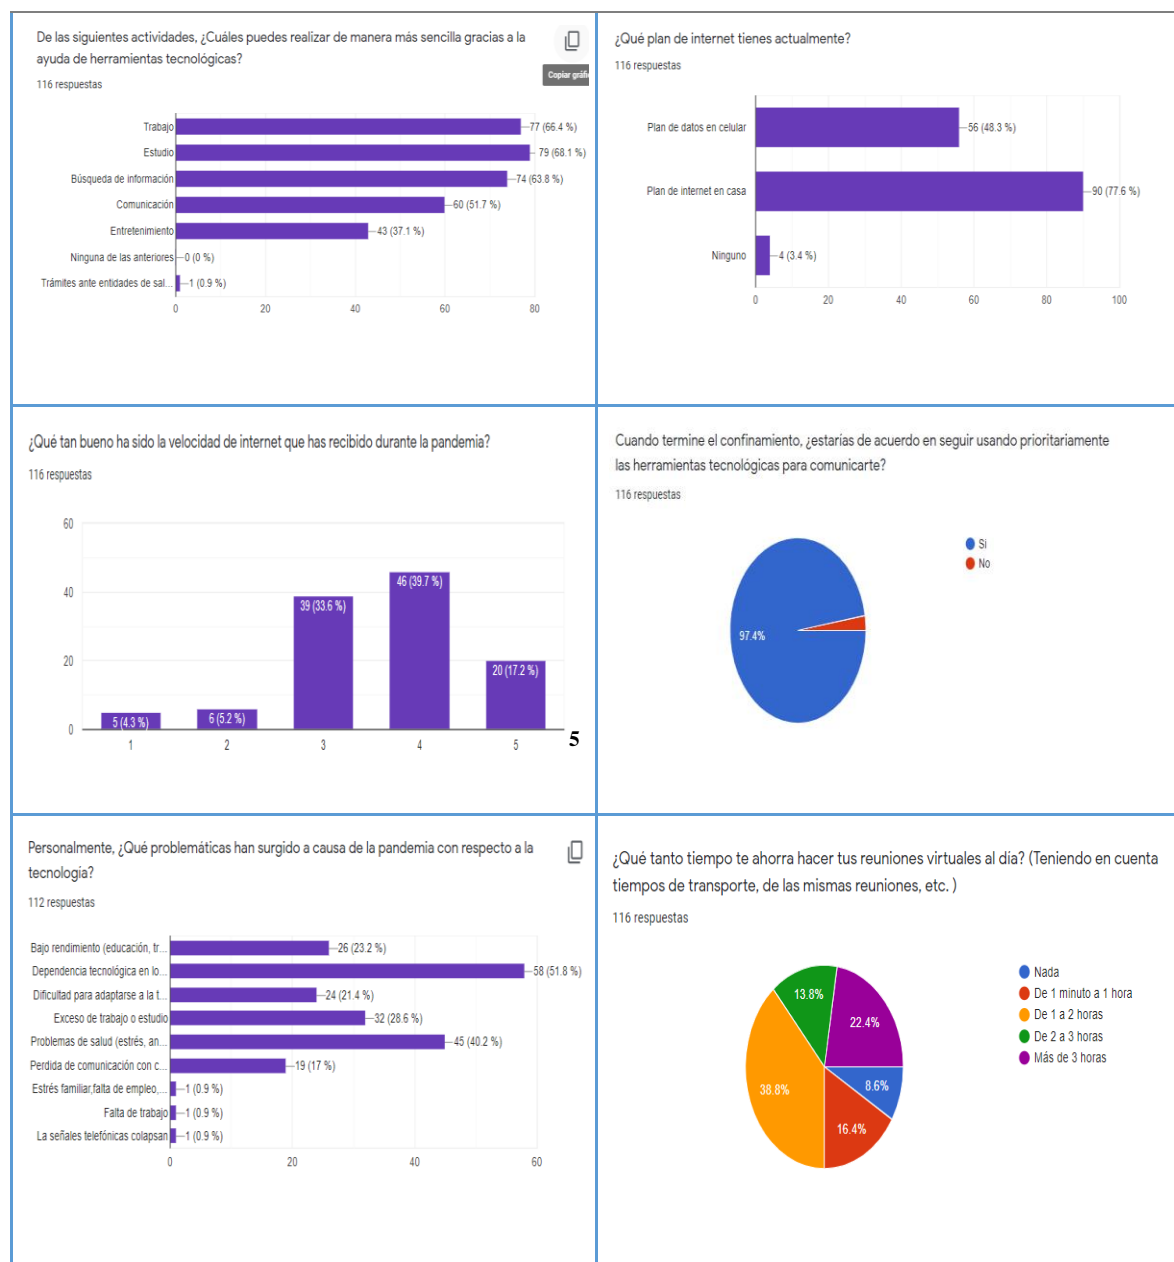 De las siguientes actividades, ¿Cuáles puedes realizar de manera más sencilla gracias a la
ayuda de herramientas tecnológicas?
116 respuestas
Copiar gráfi
Trabajo 77 (66.4 %)
Estudio 79 (68.1 %)
Búsqueda de información 74 (63.8 %)
Comunicación 60 (51.7 %)
Entretenimiento 43 (37.1 %)
Ninguna de las anteriores 0 (0 %)
Trámites ante entidades de sal... 1 (0.9 %)
0 20 40 60 80
¿Qué plan de internet tienes actualmente?
116 respuestas
Plan de datos en celular 56 (48.3 %)
Plan de internet en casa 90 (77.6 %)
Ninguno 4 (3.4 %)
0 20 40 60 80 100
¿Qué tan bueno ha sido la velocidad de internet que has recibido durante la pandemia?
116 respuestas
60
40
20
0
5 (4.3 %) 6 (5.2 %) 39 (33.6 %) 46 (39.7 %) 20 (17.2 %)
1 2 3 4 5
5
Cuando termine el confinamiento, ¿estarías de acuerdo en seguir usando prioritariamente
las herramientas tecnológicas para comunicarte?
116 respuestas
Si
No
97.4%
Personalmente, ¿Qué problemáticas han surgido a causa de la pandemia con respecto a la
tecnología?
112 respuestas
Bajo rendimiento (educación, tr... 26 (23.2 %)
Dependencia tecnológica en lo... 58 (51.8 %)
Dificultad para adaptarse a la t... 24 (21.4 %)
Exceso de trabajo o estudio 32 (28.6 %)
Problemas de salud (estrés, an... 45 (40.2 %)
Perdida de comunicación con c... 19 (17 %)
Estrés familiar,falta de empleo,... 1 (0.9 %)
Falta de trabajo 1 (0.9 %)
La señales telefónicas colapsan 1 (0.9 %)
0 20 40 60
¿Qué tanto tiempo te ahorra hacer tus reuniones virtuales al día? (Teniendo en cuenta
tiempos de transporte, de las mismas reuniones, etc. )
116 respuestas
Nada
De 1 minuto a 1 hora
De 1 a 2 horas
De 2 a 3 horas
Más de 3 horas
13.8%
22.4%
38.8%
8.6%
16.4%